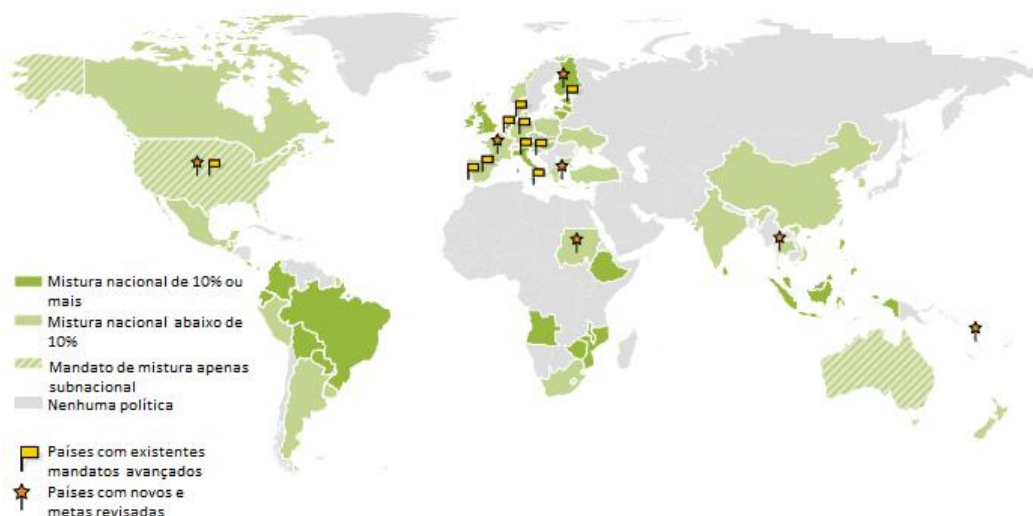 Mistura nacional de 10% ou
mais
Mistura nacional abaixo de
10%
Mandato de mistura apenas
subnacional
Nenhuma política
Países com existentes
mandatos avançados
Países com novos e
metas revisadas